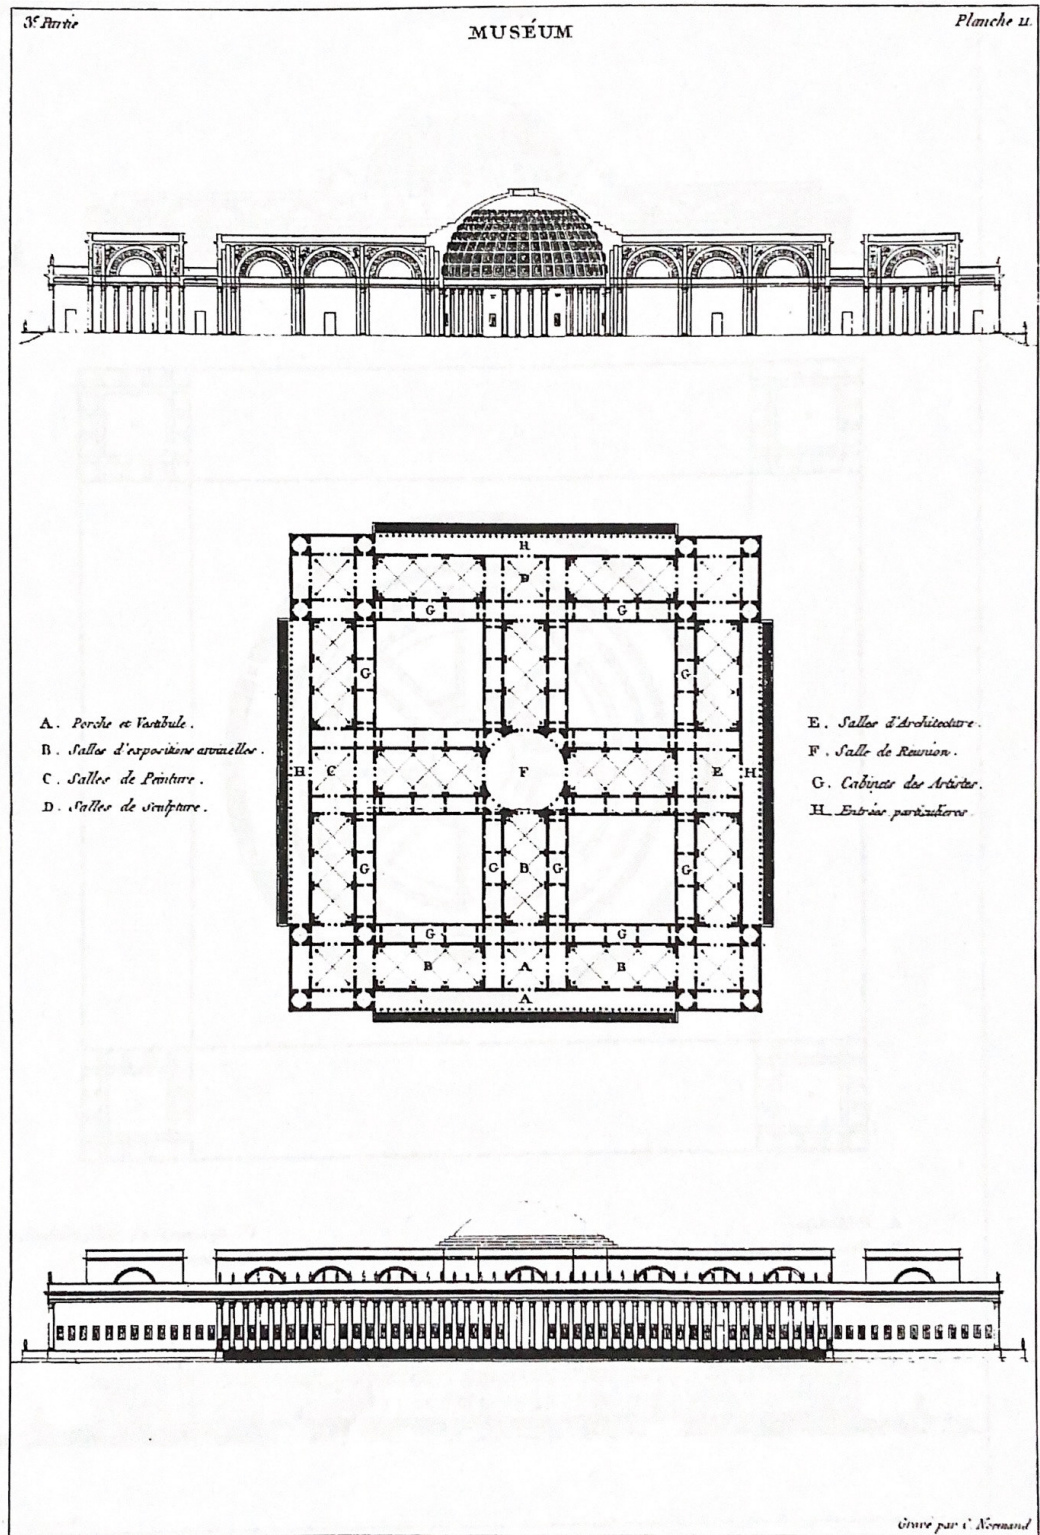 3e. Partie
MUSÉUM
Planche 11.
H
D
G G
G G
H C F E H
G G B G G
G G
B A B
A
A. Porche et Vestibule.
B. Salles d'expositions annuelles.
C. Salles de Peinture.
D. Salles de Sculpture.
E. Salles d'Architecture.
F. Salle de Réunion.
G. Cabinets des Artistes.
H. Entrées particulières.
Gravé par C. Normand